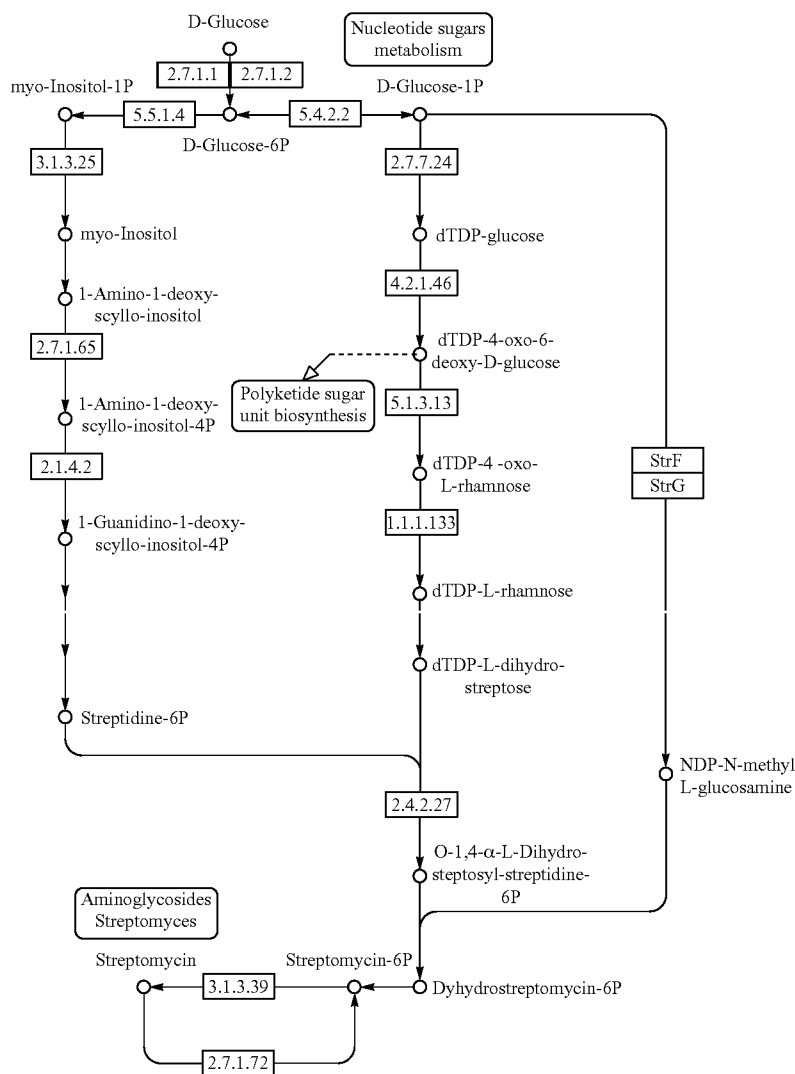 D-Glucose
Nucleotide sugars
metabolism
2.7.1.1
2.7.1.2
myo-Inositol-1P
D-Glucose-1P
5.5.1.4
5.4.2.2
D-Glucose-6P
3.1.3.25
2.7.7.24
myo-Inositol
dTDP-glucose
4.2.1.46
1-Amino-1-deoxy-
scyllo-inositol
2.7.1.65
dTDP-4-oxo-6-
deoxy-D-glucose
Polyketide sugar
unit biosynthesis
5.1.3.13
1-Amino-1-deoxy-
scyllo-inositol-4P
2.1.4.2
dTDP-4 -oxo-
L-rhamnose
StrF
StrG
1-Guanidino-1-deoxy-
scyllo-inositol-4P
1.1.1.133
dTDP-L-rhamnose
dTDP-L-dihydro-
streptose
Streptidine-6P
NDP-N-methyl
L-glucosamine
2.4.2.27
O-1,4-α-L-Dihydro-
steptosyl-streptidine-
6P
Aminoglycosides
Streptomyces
Streptomycin
Streptomycin-6P
3.1.3.39
Dyhydrostreptomycin-6P
2.7.1.72